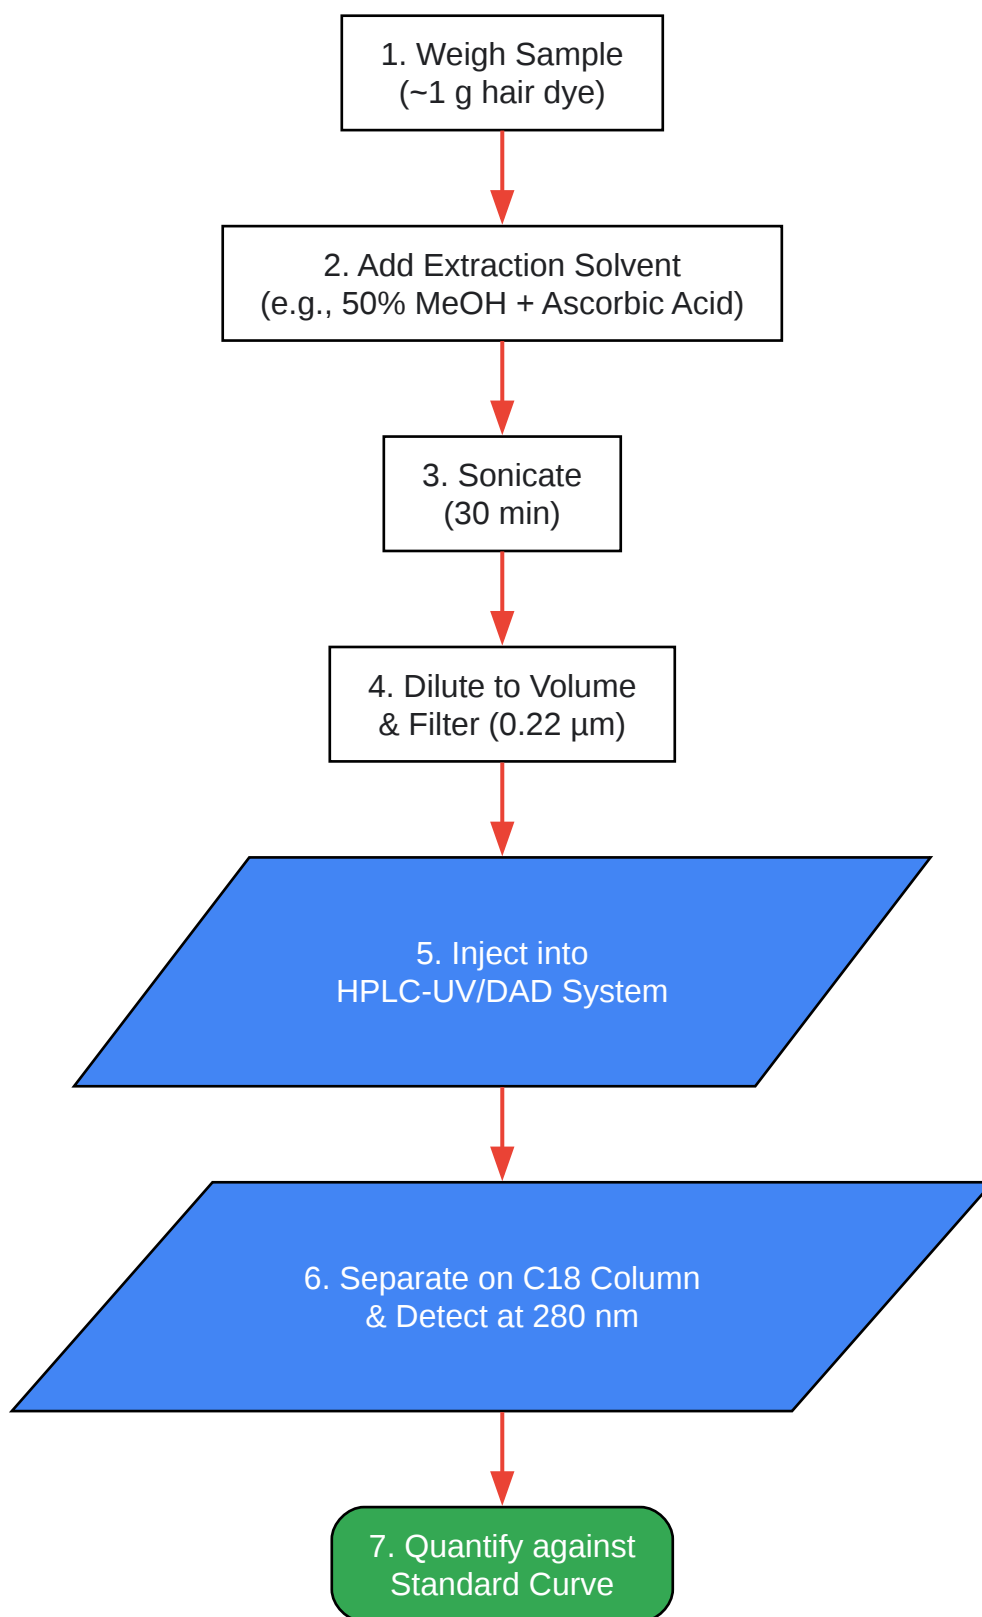 1. Weigh Sample
(~1 g hair dye)
2. Add Extraction Solvent
(e.g., 50% MeOH + Ascorbic Acid)
3. Sonicate
(30 min)
4. Dilute to Volume
& Filter (0.22 µm)
5. Inject into
HPLC-UV/DAD System
6. Separate on C18 Column
& Detect at 280 nm
7. Quantify against
Standard Curve